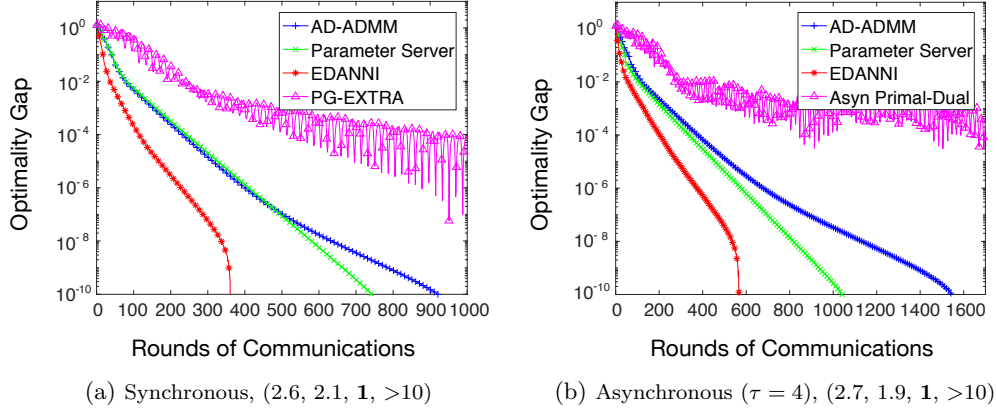 10^0
10^-2
10^-4
10^-6
10^-8
10^-10
Optimality Gap
AD-ADMM
Parameter Server
EDANNI
PG-EXTRA
0 100 200 300 400 500 600 700 800 900 1000
Rounds of Communications
(a) Synchronous, (2.6, 2.1, 1, >10)
10^0
10^-2
10^-4
10^-6
10^-8
10^-10
Optimality Gap
AD-ADMM
Parameter Server
EDANNI
Asyn Primal-Dual
0 200 400 600 800 1000 1200 1400 1600
Rounds of Communications
(b) Asynchronous (τ = 4), (2.7, 1.9, 1, >10)